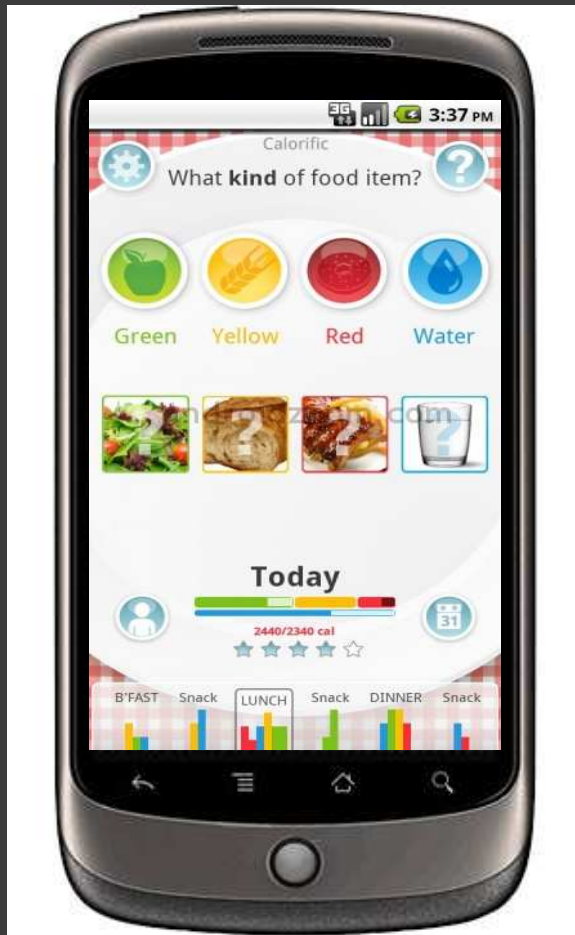 3G
3:37 PM
Calorific
What kind of food item?
?
Green Yellow Red Water
? ? ? ?
Today
31
2440/2340 cal
B'FAST Snack LUNCH Snack DINNER Snack